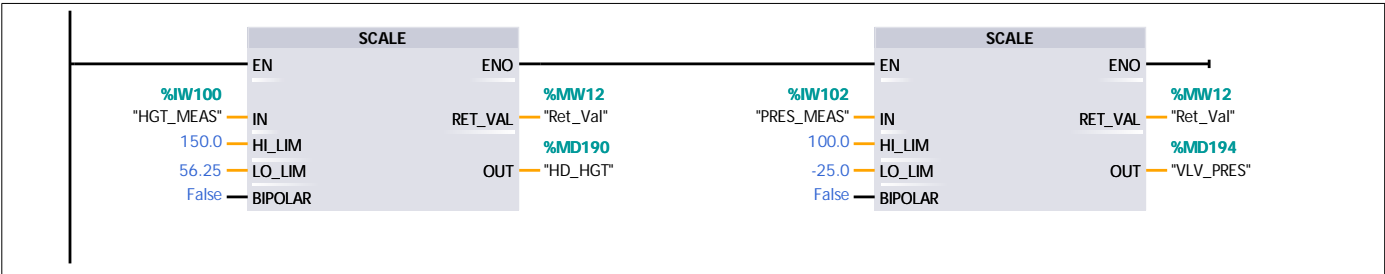 SCALE
SCALE
EN ENO
EN ENO
%IW100 %MW12 %IW102 %MW12
"HGT_MEAS" IN RET_VAL "Ret_Val" "PRES_MEAS" IN RET_VAL "Ret_Val"
150.0 HI_LIM %MD190 100.0 HI_LIM %MD194
56.25 LO_LIM OUT "HD_HGT" -25.0 LO_LIM OUT "VLV_PRES"
False BIPOLAR False BIPOLAR